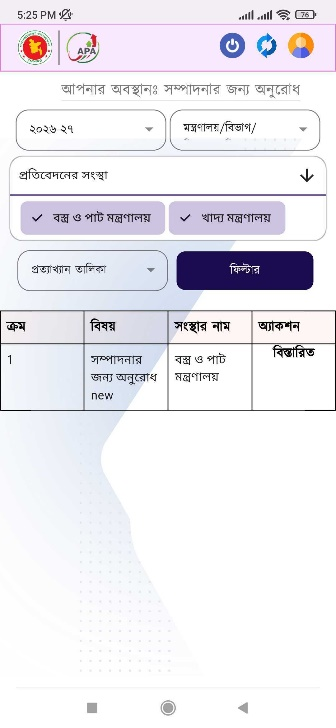 5:25 PM
76
APA
আপনার অবস্থানঃ সম্পাদনার জন্য অনুরোধ
২০২৬-২৭
মন্ত্রণালয়/বিভাগ/
প্রতিবেদনের সংস্থা
বস্ত্র ও পাট মন্ত্রণালয়
খাদ্য মন্ত্রণালয়
প্রত্যাখ্যান তালিকা
ফিল্টার
ক্রম বিষয় সংস্থার নাম অ্যাকশন
1 সম্পাদনার জন্য অনুরোধ new বস্ত্র ও পাট মন্ত্রণালয় বিস্তারিত